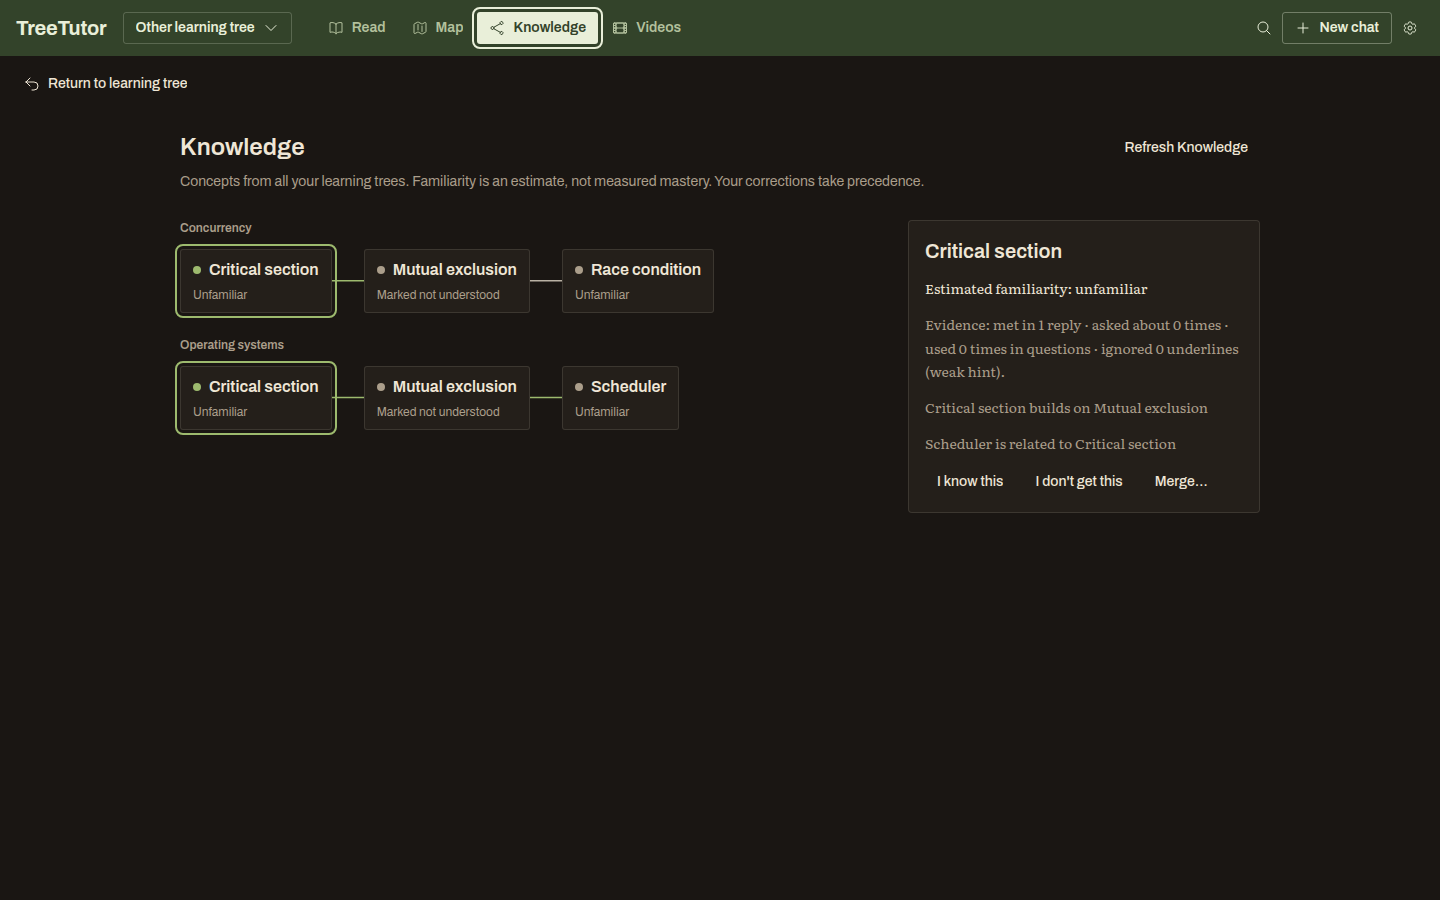 TreeTutor
Other learning tree
Read
Map
Knowledge
Videos
New chat
Return to learning tree
Knowledge
Refresh Knowledge
Concepts from all your learning trees. Familiarity is an estimate, not measured mastery. Your corrections take precedence.
Concurrency
Critical section
Unfamiliar
Mutual exclusion
Marked not understood
Race condition
Unfamiliar
Operating systems
Critical section
Unfamiliar
Mutual exclusion
Marked not understood
Scheduler
Unfamiliar
Critical section
Estimated familiarity: unfamiliar
Evidence: met in 1 reply · asked about 0 times ·
used 0 times in questions · ignored 0 underlines
(weak hint).
Critical section builds on Mutual exclusion
Scheduler is related to Critical section
I know this
I don't get this
Merge...